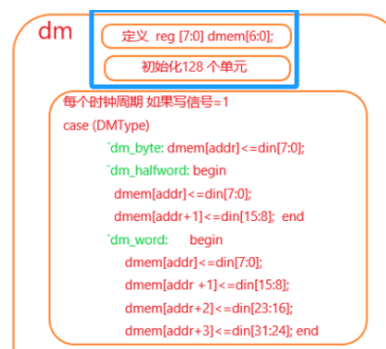 dm
定义 reg [7:0] dmem[6:0];
初始化128 个单元
每个时钟周期 如果写信号=1
case (DMType)
`dm_byte: dmem[addr]<=din[7:0];
`dm_halfword: begin
dmem[addr]<=din[7:0];
dmem[addr+1]<=din[15:8]; end
`dm_word: begin
dmem[addr]<=din[7:0];
dmem[addr +1]<=din[15:8];
dmem[addr+2]<=din[23:16];
dmem[addr+3]<=din[31:24]; end